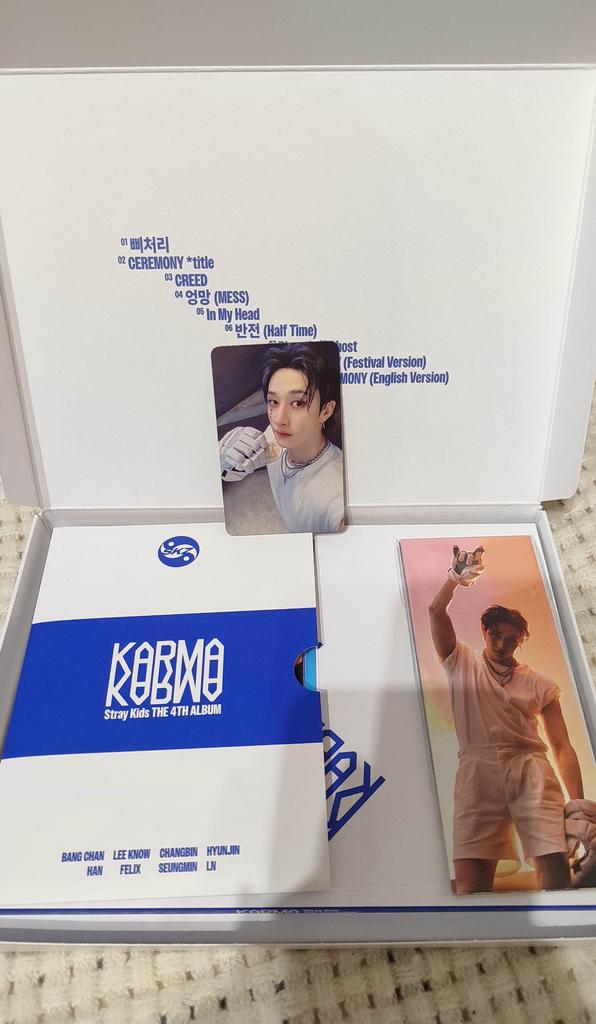 01 삐처리
02 CEREMONY *title
03 CREED
04 엉망 (MESS)
05 In My Head
06 반전 (Half Time)
(Festival Version)
(English Version)
SKZ
KARMA
Stray Kids THE 4TH ALBUM
KARMA
BANG CHAN LEE KNOW CHANGBIN HYUNJIN
HAN FELIX SEUNGMIN I.N
KARMA